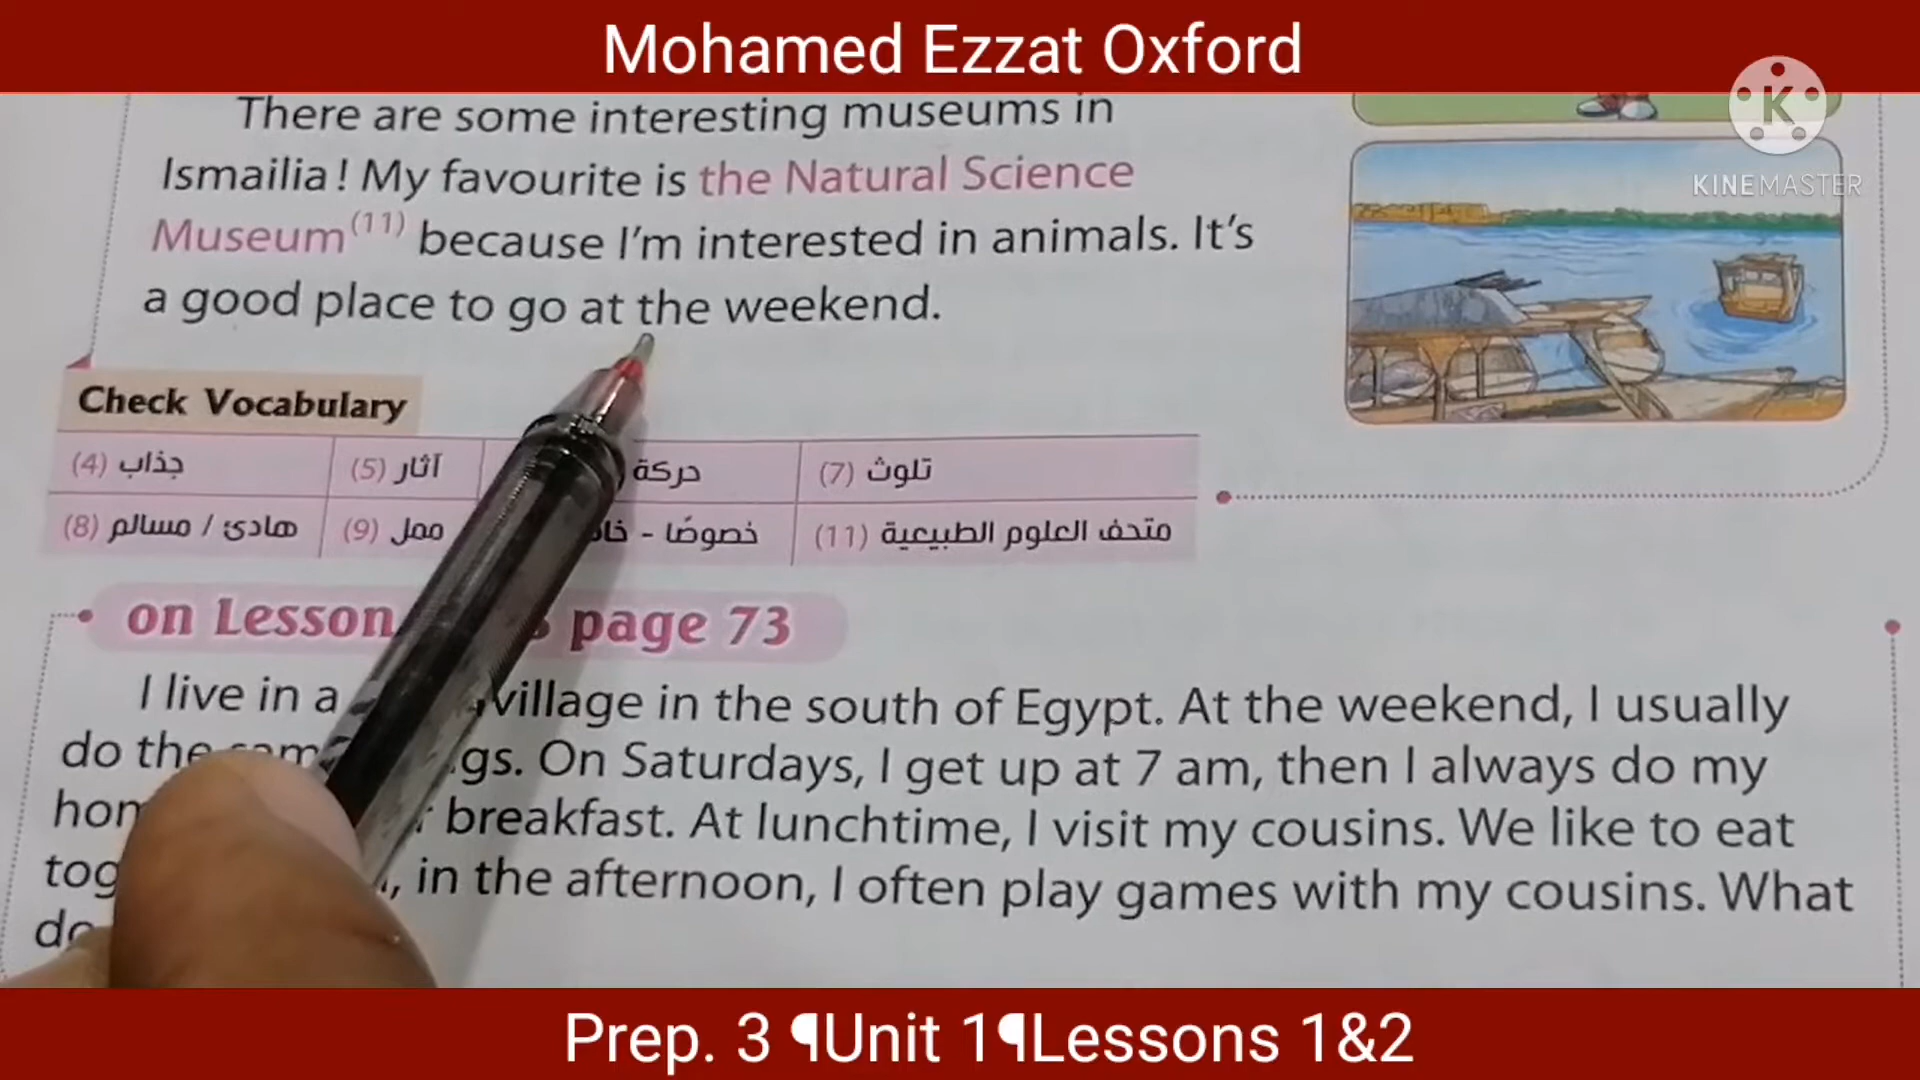 Mohamed Ezzat Oxford
KINEMASTER
There are some interesting museums in
Ismailia! My favourite is the Natural Science
Museum(11) because I'm interested in animals. It's
a good place to go at the weekend.
Check Vocabulary
(4) جذاب (5) آثار حركة (7) تلوث
(8) هادئ / مسالم (9) ممل خصوصًا - (11) متحف العلوم الطبيعية
on Lesson page 73
I live in a village in the south of Egypt. At the weekend, I usually
do the . On Saturdays, I get up at 7 am, then I always do my
breakfast. At lunchtime, I visit my cousins. We like to eat
, in the afternoon, I often play games with my cousins. What
Prep. 3 ¶Unit 1¶Lessons 1&2